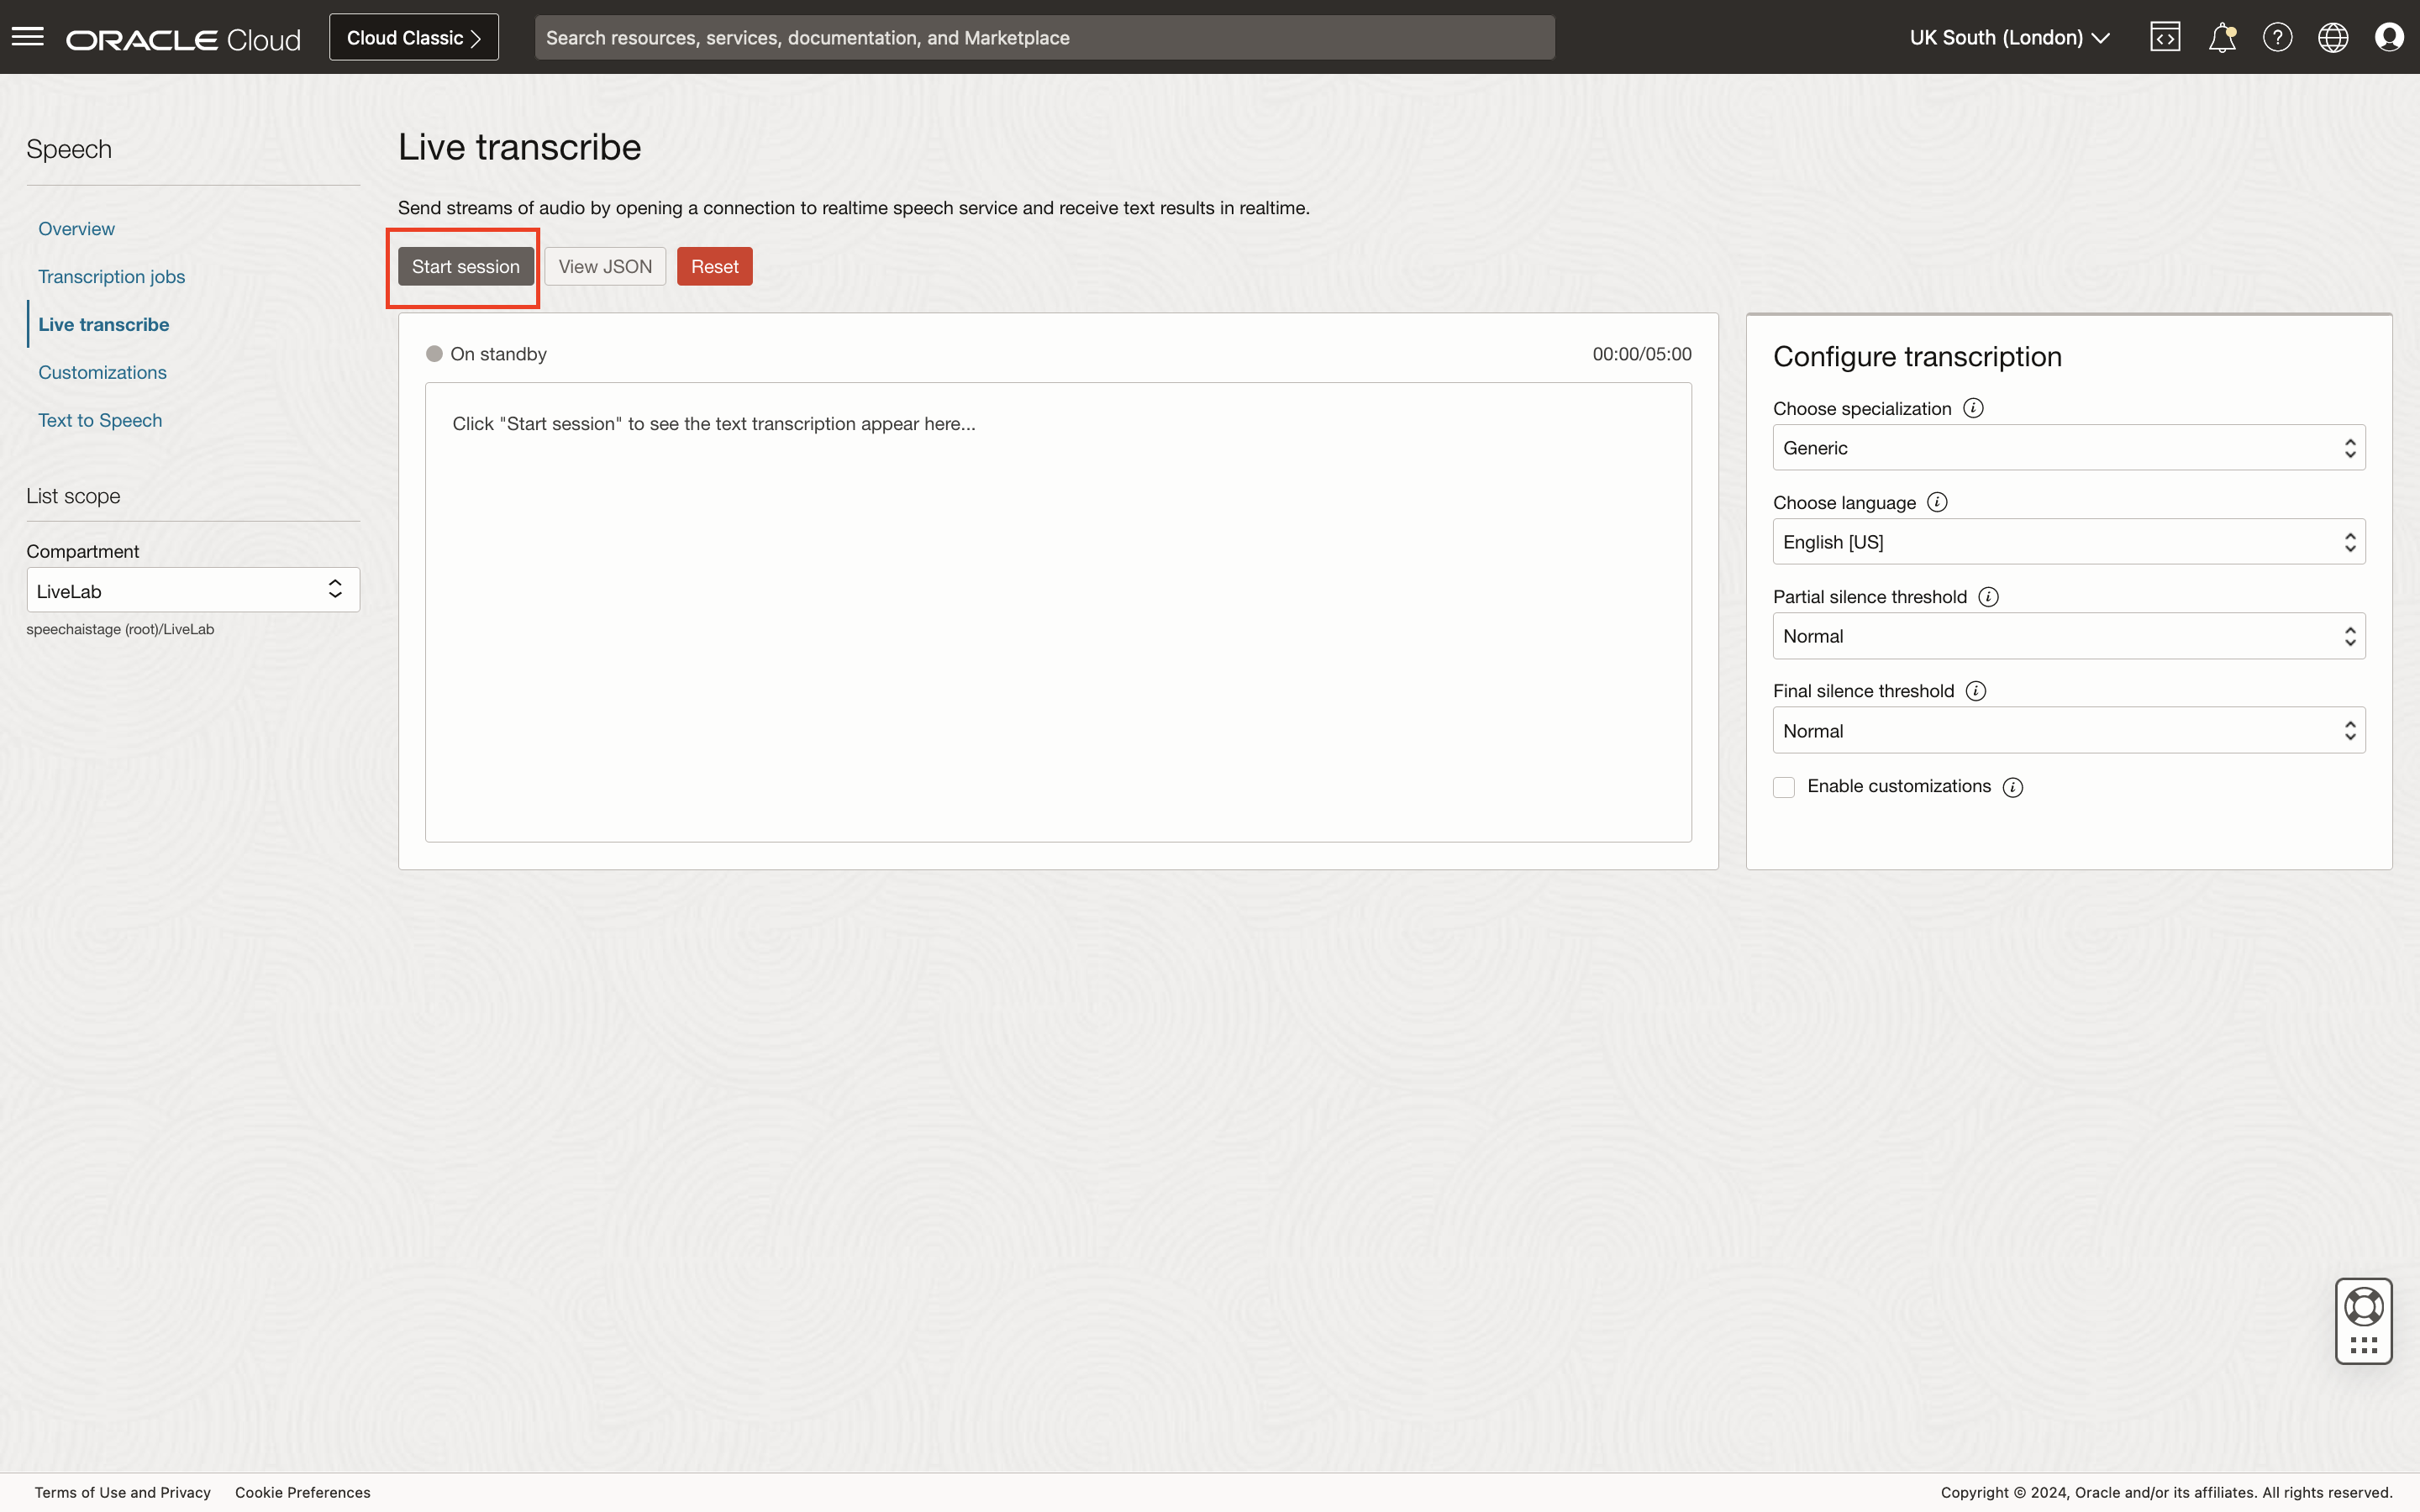 ORACLE Cloud
Cloud Classic
Search resources, services, documentation, and Marketplace
UK South (London)
Speech
Overview
Transcription jobs
Live transcribe
Customizations
Text to Speech
List scope
Compartment
LiveLab
speechaistage (root)/LiveLab
Live transcribe
Send streams of audio by opening a connection to realtime speech service and receive text results in realtime.
Start session
View JSON
Reset
On standby
00:00/05:00
Click "Start session" to see the text transcription appear here...
Configure transcription
Choose specialization
Generic
Choose language
English [US]
Partial silence threshold
Normal
Final silence threshold
Normal
Enable customizations
Terms of Use and Privacy
Cookie Preferences
Copyright © 2024, Oracle and/or its affiliates. All rights reserved.